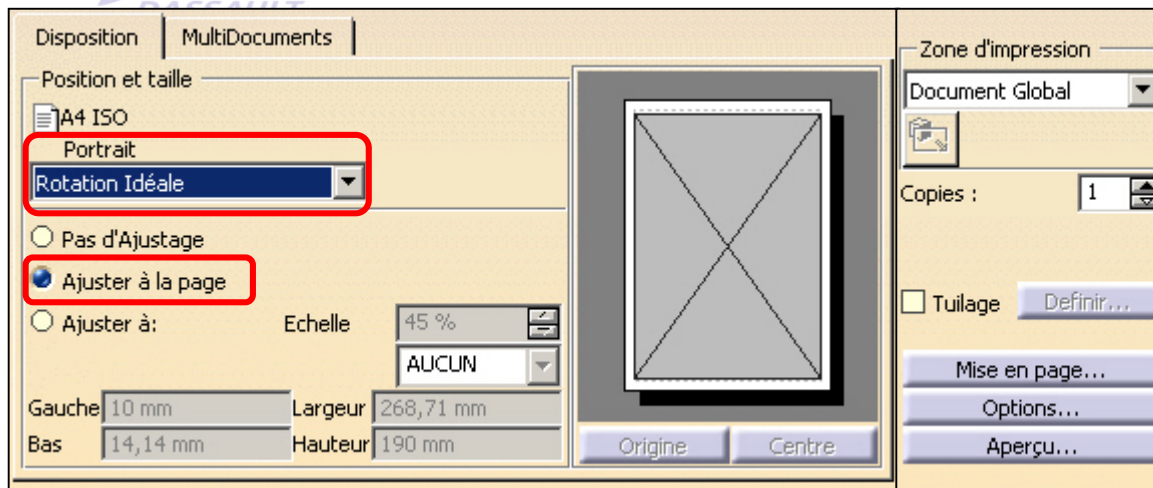 DASSAULT
Disposition MultiDocuments
Position et taille
A4 ISO
Portrait
Rotation Idéale
Pas d'Ajustage
Ajuster à la page
Ajuster à: Echelle 45 %
AUCUN
Gauche 10 mm Largeur 268,71 mm
Bas 14,14 mm Hauteur 190 mm
Origine Centre
Zone d'impression
Document Global
Copies : 1
Tuilage Definir...
Mise en page...
Options...
Aperçu...